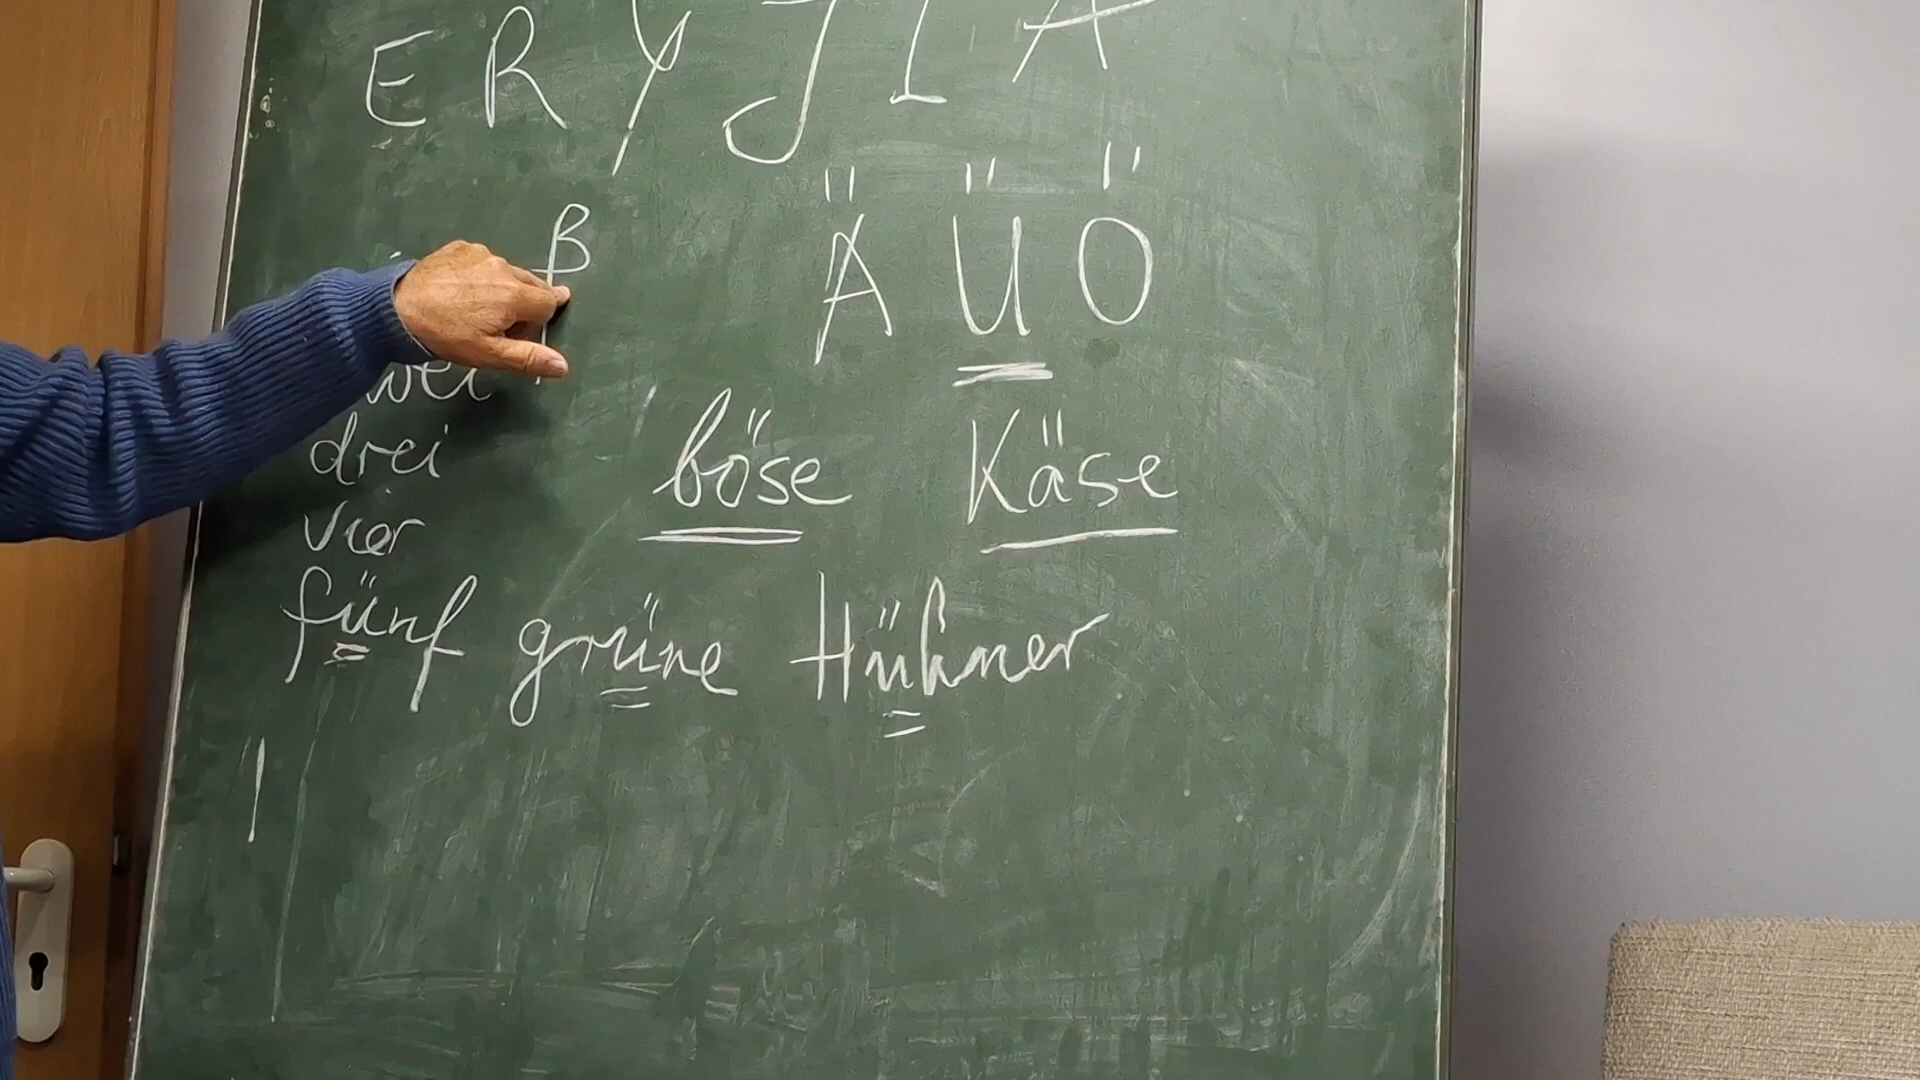 E R Y J I A
ß Ä Ü Ö
drei böse Käse
vier
fünf grüne Hühner